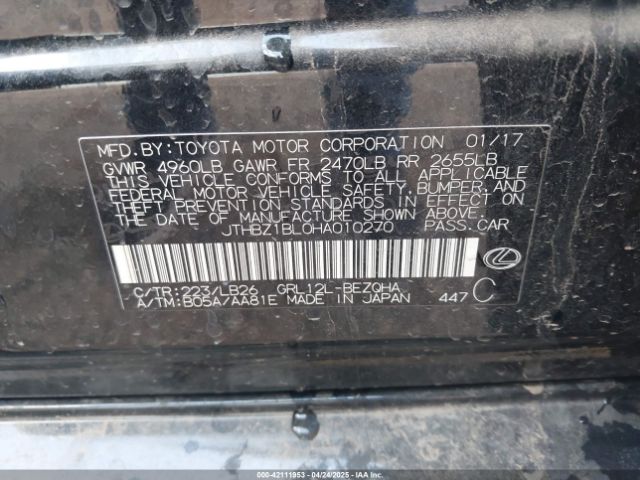 MFD.BY:TOYOTA MOTOR CORPORATION 01/17
GVWR 4960LB GAWR FR 2470LB RR 2655LB
THIS VEHICLE CONFORMS TO ALL APPLICABLE
FEDERAL MOTOR VEHICLE SAFETY, BUMPER, AND
THEFT PREVENTION STANDARDS IN EFFECT ON
THE DATE OF MANUFACTURE SHOWN ABOVE.
JTHBZ1BL0HA010270 PASS.CAR
C/TR:223/LB26 GRL12L-BEZQHA
A/TM:B05A/AA81E MADE IN JAPAN 447 C
000-42111953 - 04/24/2025 - IAAI.COM